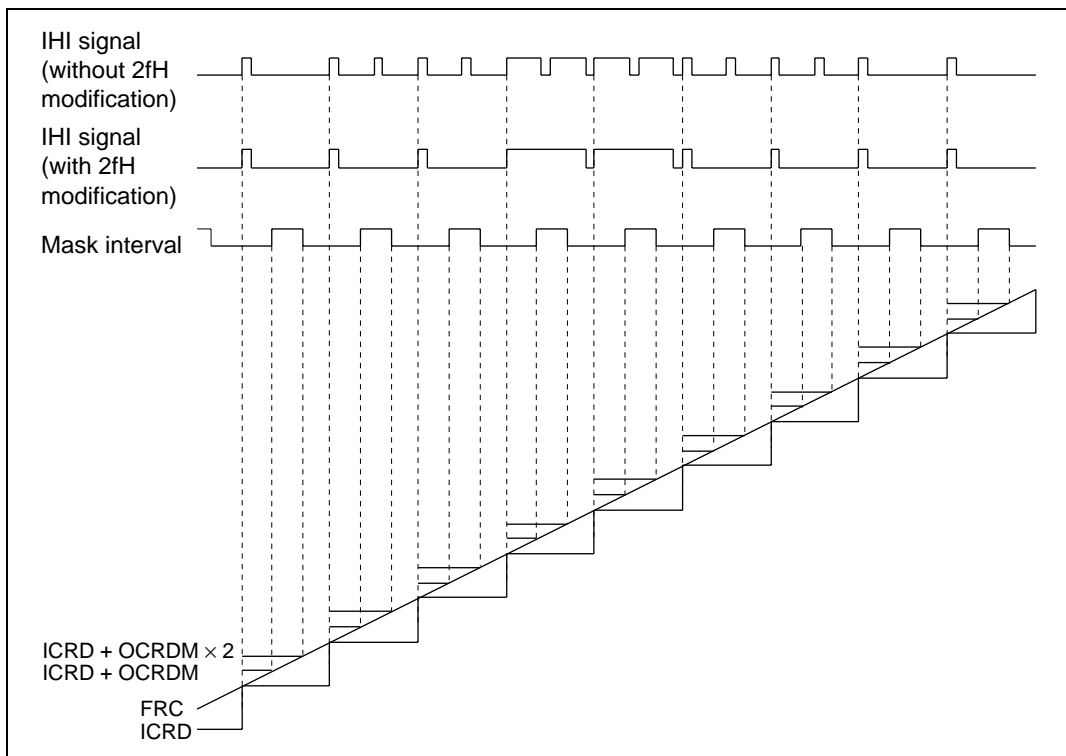 IHI signal
(without 2fH
modification)
IHI signal
(with 2fH
modification)
Mask interval
ICRD + OCRDM × 2
ICRD + OCRDM
FRC
ICRD